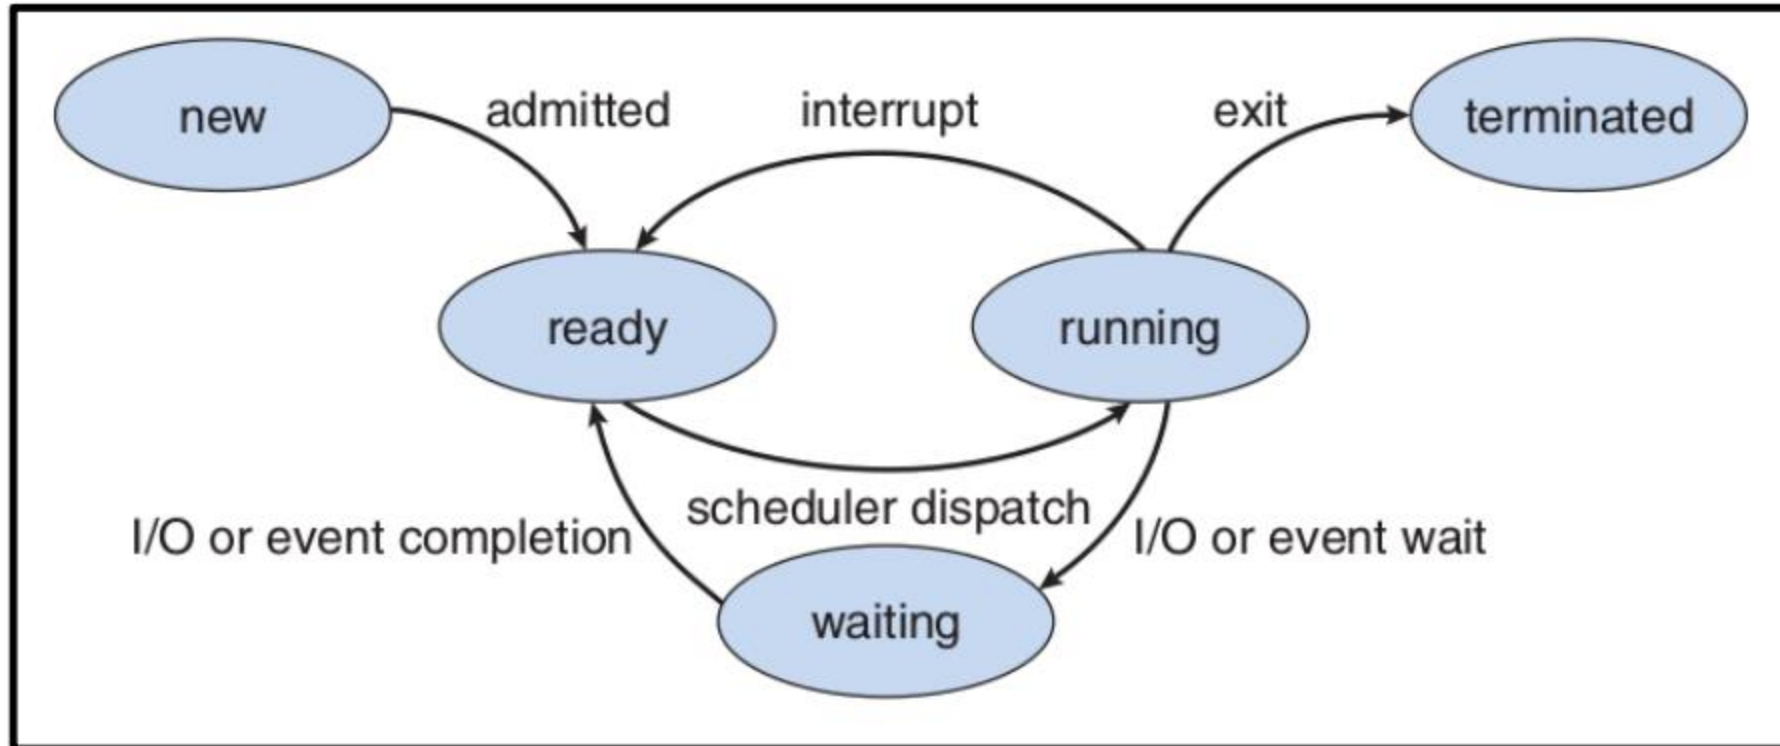 new
admitted
interrupt
exit
terminated
ready
running
scheduler dispatch
I/O or event completion
I/O or event wait
waiting